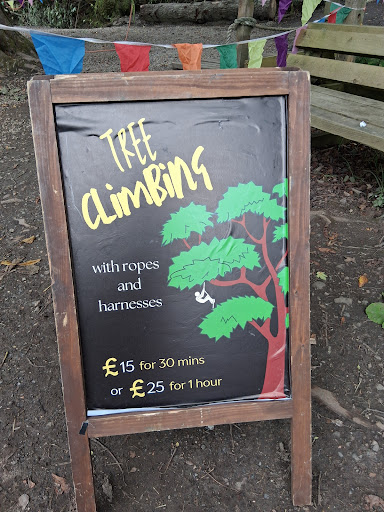 TREE
CLIMBING
with ropes
and
harnesses
£15 for 30 mins
or £25 for 1 hour